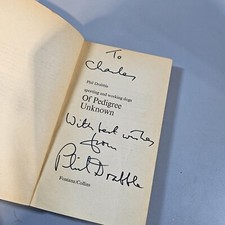 To
Charles
Phil Drabble
sporting and working dogs
Of Pedigree
Unknown
With best wishes
from
Phil Drabble
Fontana/Collins